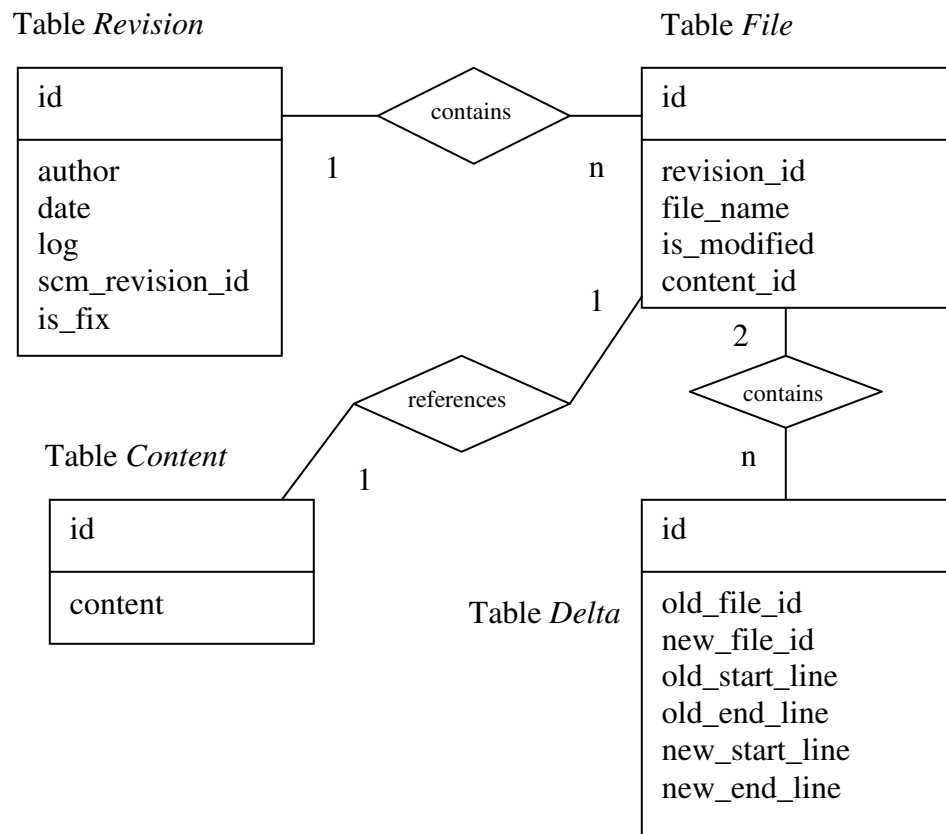 Table Revision
id
author
date
log
scm_revision_id
is_fix
contains
1
n
Table File
id
revision_id
file_name
is_modified
content_id
1
references
1
2
contains
n
Table Content
id
content
Table Delta
id
old_file_id
new_file_id
old_start_line
old_end_line
new_start_line
new_end_line